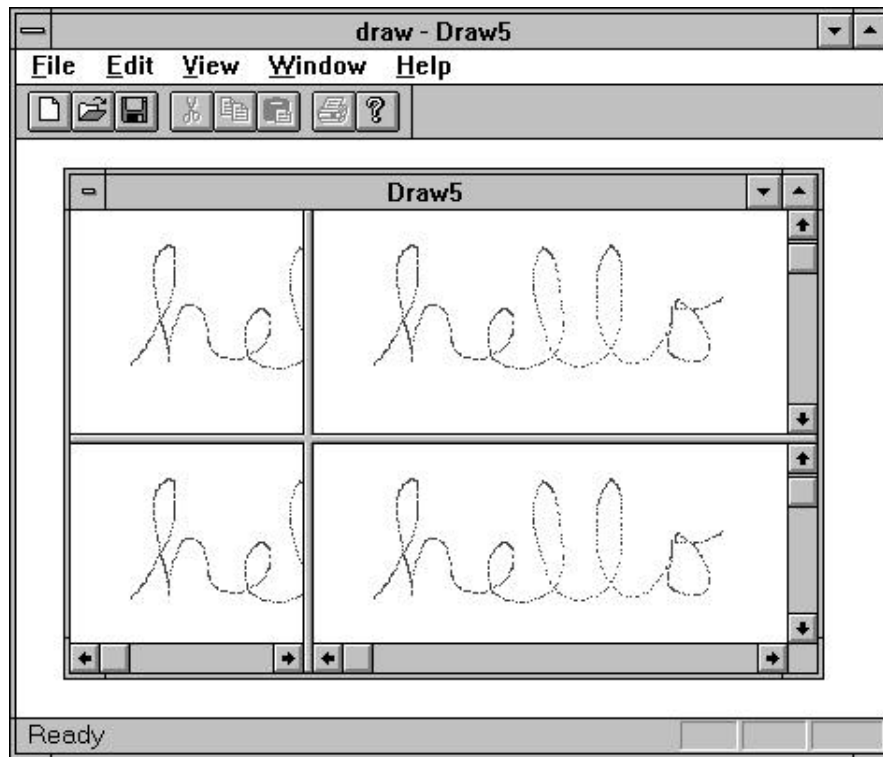 draw - Draw5
File Edit View Window Help
Draw5
hel hello
hel hello
Ready